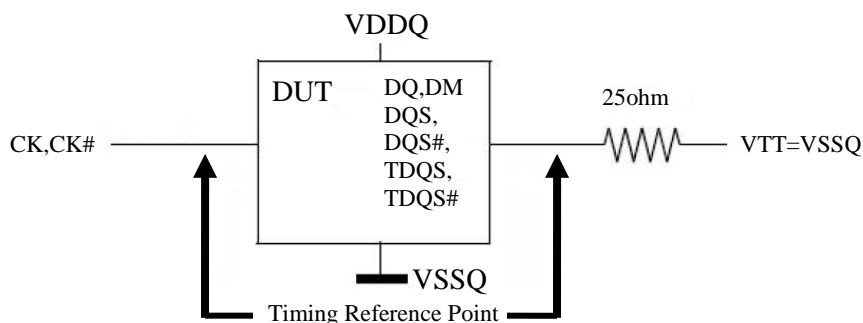 VDDQ
DUT
DQ,DM
DQS,
DQS#,
TDQS,
TDQS#
25ohm
CK,CK#
VTT=VSSQ
VSSQ
Timing Reference Point